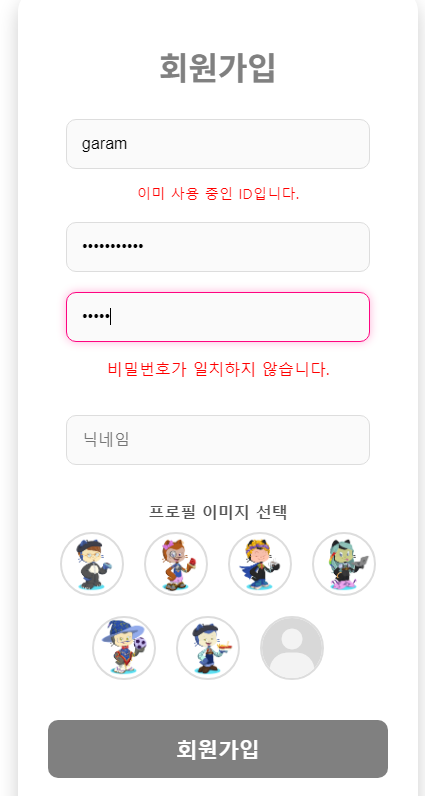 회원가입
garam
이미 사용 중인 ID입니다.
•••••••••••
•••••
비밀번호가 일치하지 않습니다.
닉네임
프로필 이미지 선택
회원가입